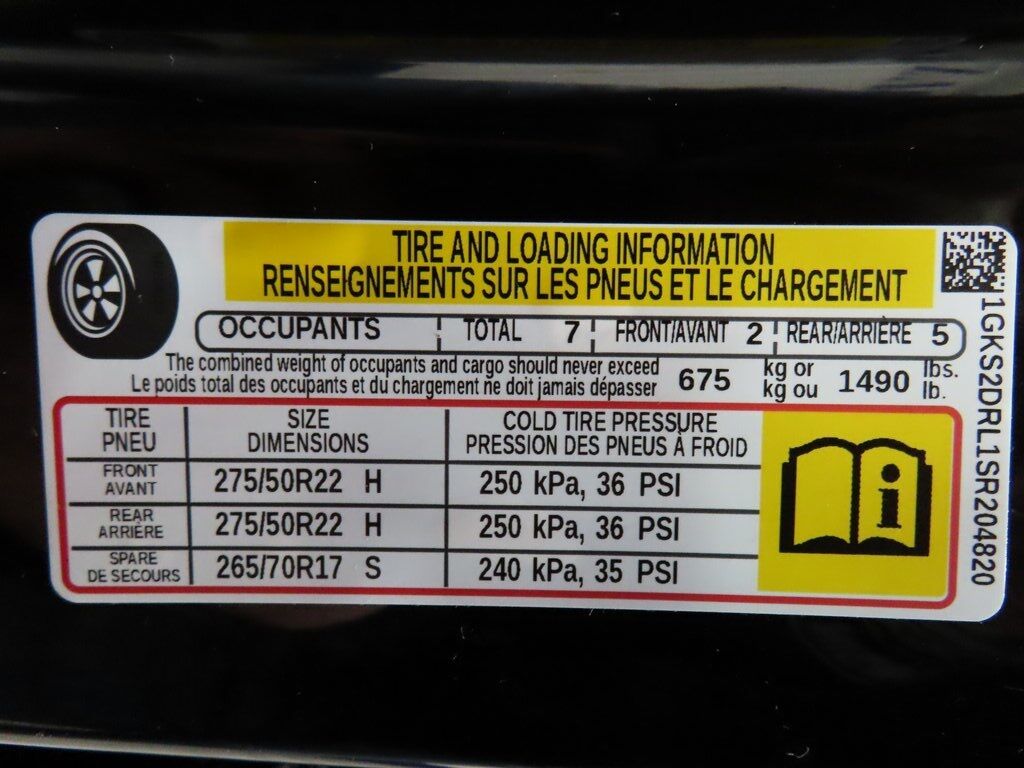 TIRE AND LOADING INFORMATION
RENSEIGNEMENTS SUR LES PNEUS ET LE CHARGEMENT
OCCUPANTS TOTAL 7 FRONT/AVANT 2 REAR/ARRIÈRE 5
The combined weight of occupants and cargo should never exceed 675 kg or 1490 lbs.
Le poids total des occupants et du chargement ne doit jamais dépasser kg ou lb.
TIRE SIZE COLD TIRE PRESSURE
PNEU DIMENSIONS PRESSION DES PNEUS À FROID
FRONT
AVANT 275/50R22 H 250 kPa, 36 PSI
REAR
ARRIÈRE 275/50R22 H 250 kPa, 36 PSI
SPARE
DE SECOURS 265/70R17 S 240 kPa, 35 PSI
i
1GKS2DRL1SR204820